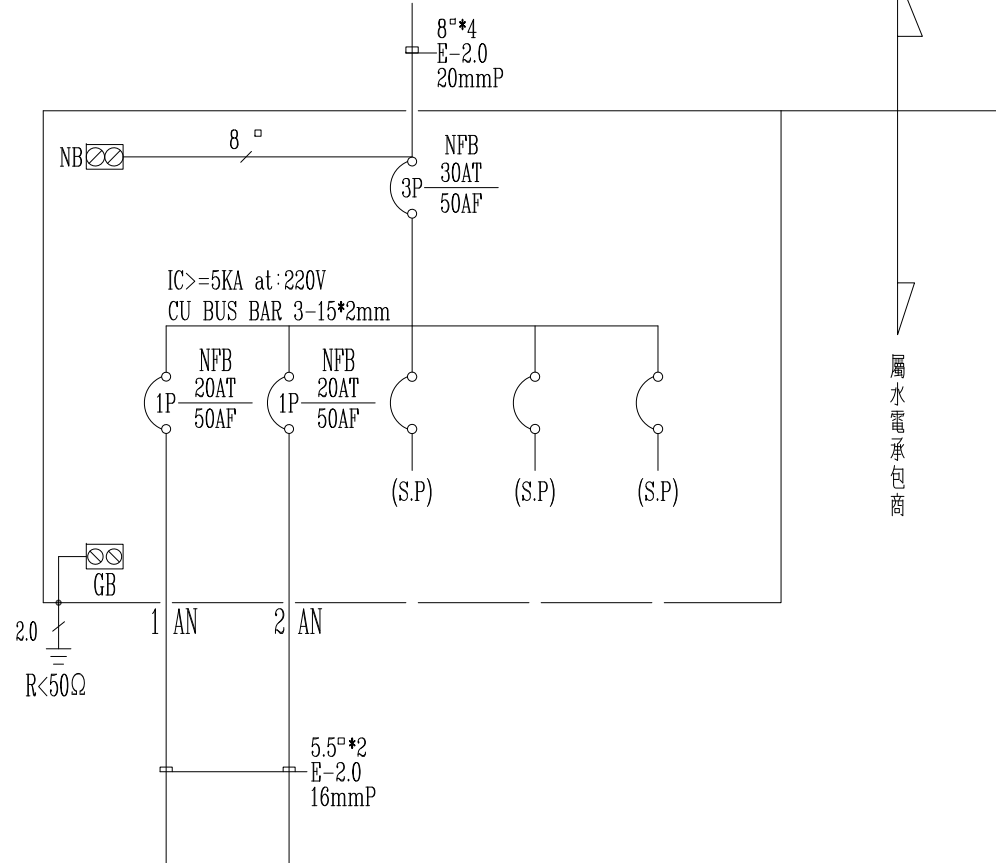 8□*4
E-2.0
20mmP
8 □
NB
NFB
30AT
3P
50AF
IC>=5KA at:220V
CU BUS BAR 3-15*2mm
NFB
20AT
1P
50AF
NFB
20AT
1P
50AF
(S.P)
(S.P)
(S.P)
屬水電承包商
GB
1 AN
2 AN
2.0
R<50Ω
5.5□*2
E-2.0
16mmP